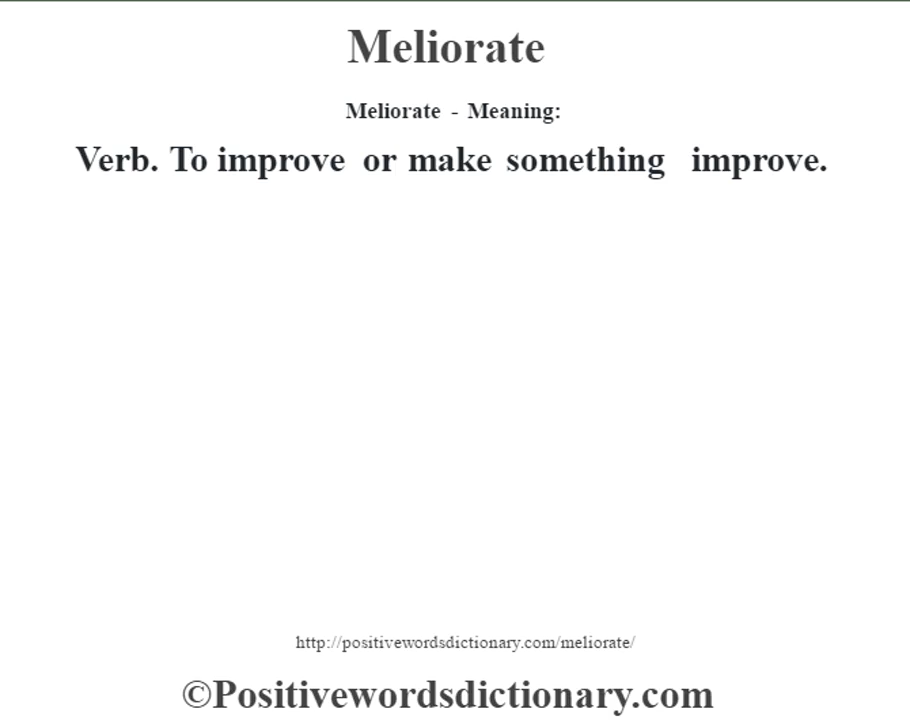 Meliorate
Meliorate - Meaning:
Verb. To improve or make something improve.
http://positivewordsdictionary.com/meliorate/
©Positivewordsdictionary.com